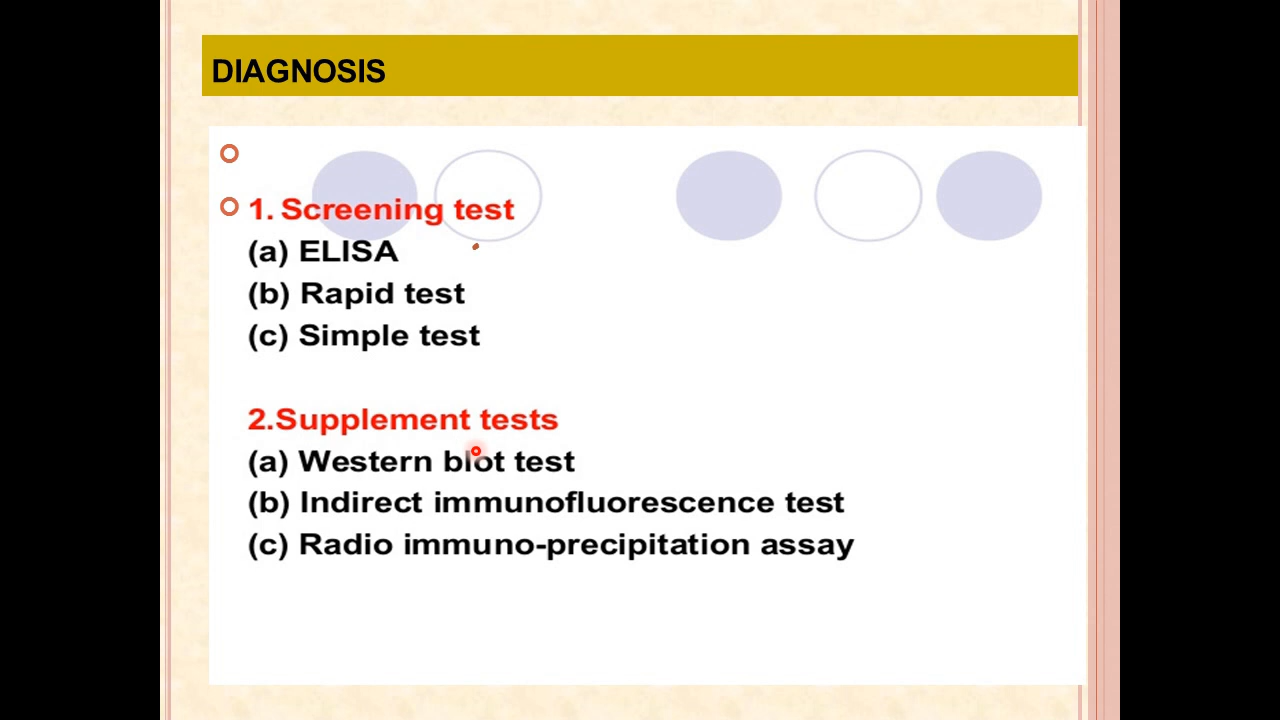 DIAGNOSIS
1. Screening test
(a) ELISA
(b) Rapid test
(c) Simple test
2.Supplement tests
(a) Western blot test
(b) Indirect immunofluorescence test
(c) Radio immuno-precipitation assay